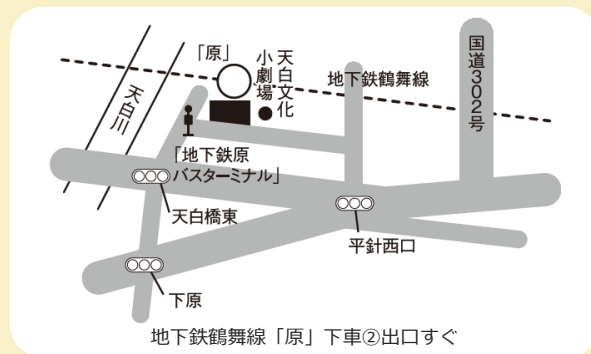 「原」
天白文化
小劇場
地下鉄鶴舞線
国道302号
天白川
「地下鉄原
バスターミナル」
天白橋東
平針西口
下原
地下鉄鶴舞線「原」下車②出口すぐ